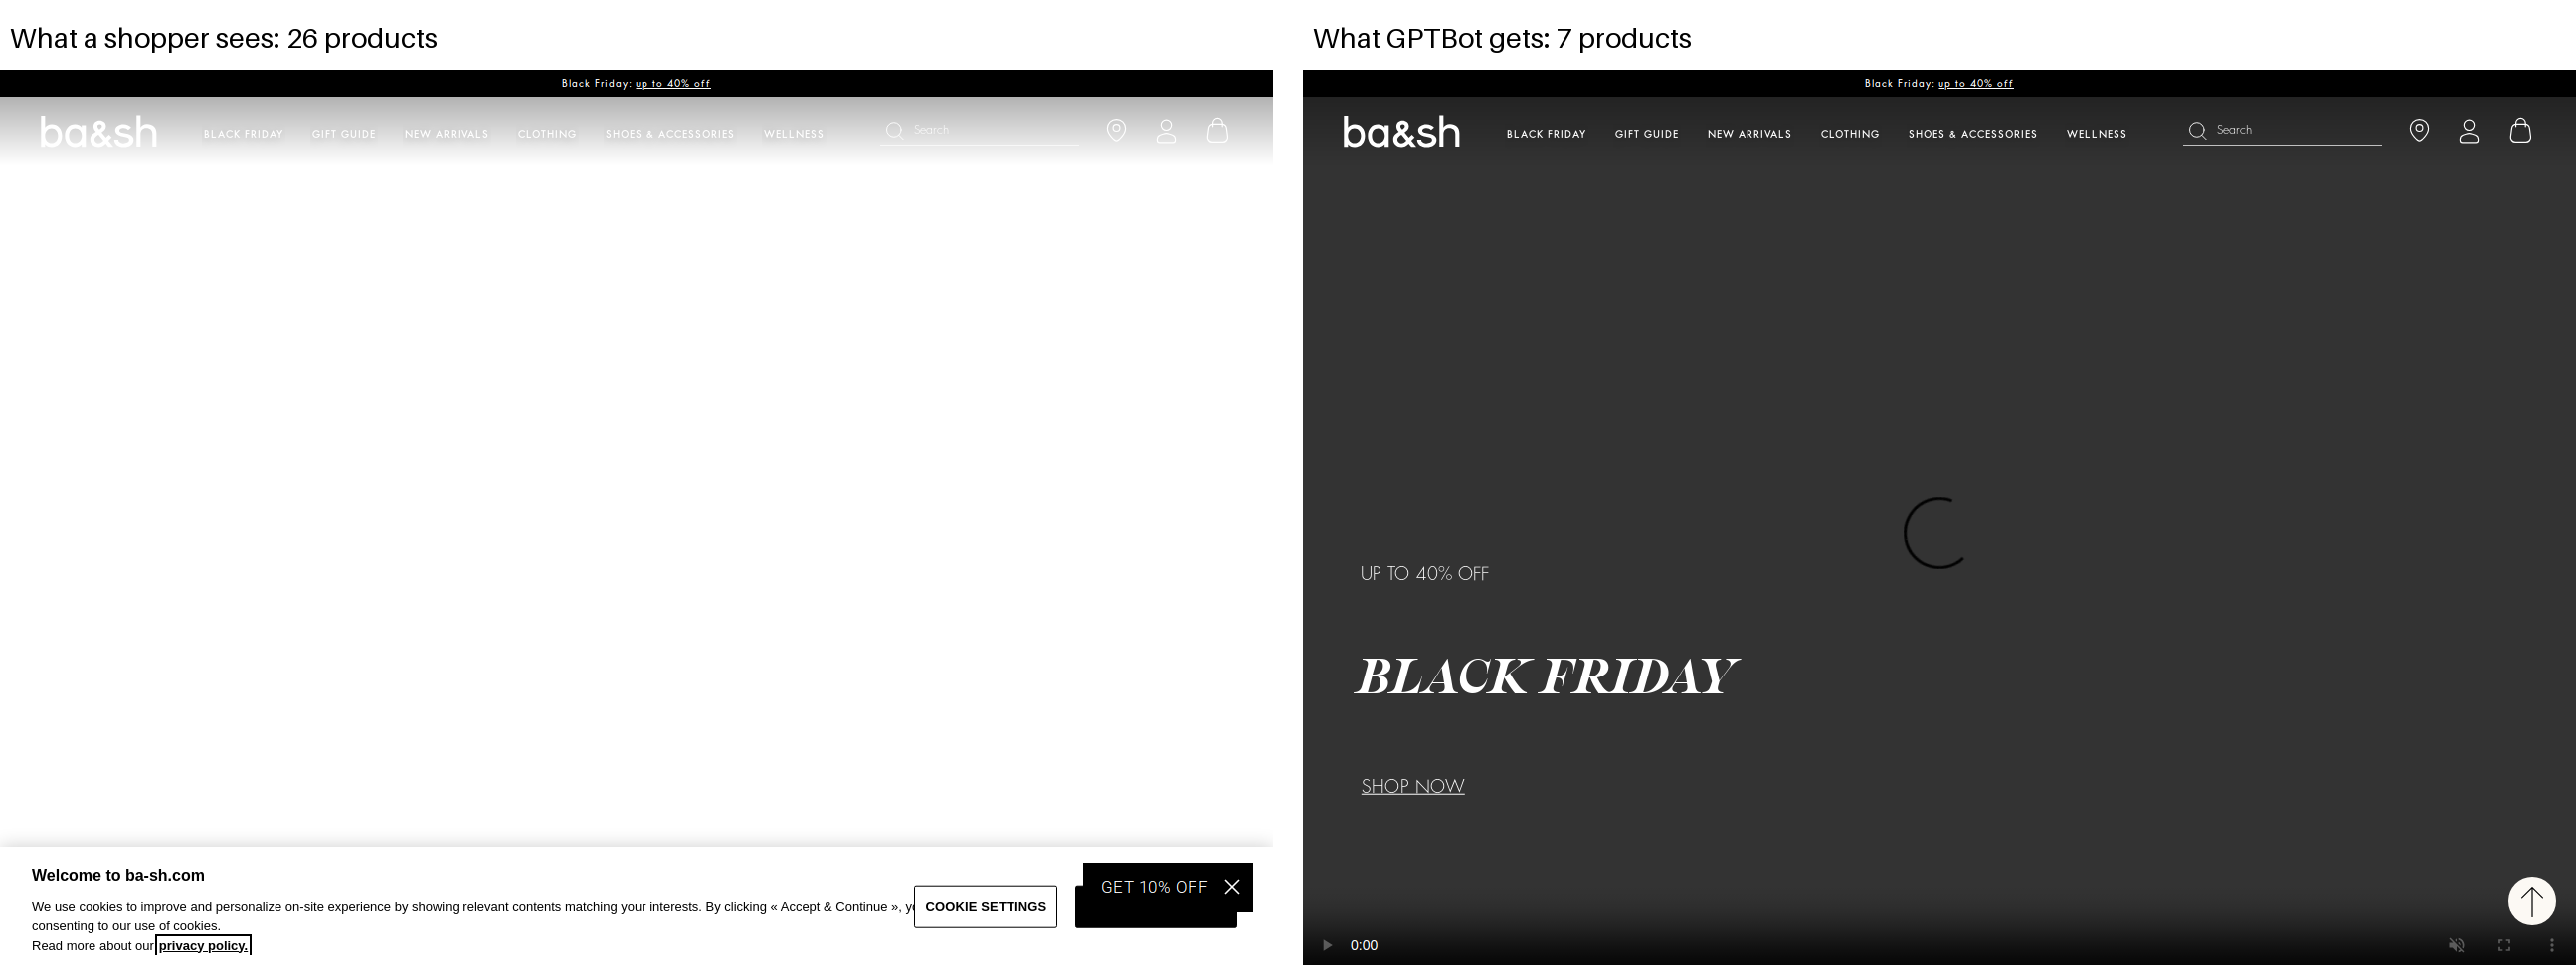 What a shopper sees: 26 products
Black Friday: up to 40% off
ba&sh
BLACK FRIDAY GIFT GUIDE NEW ARRIVALS CLOTHING SHOES & ACCESSORIES WELLNESS Search
Welcome to ba-sh.com
We use cookies to improve and personalize on-site experience by showing relevant contents matching your interests. By clicking « Accept & Continue »,
consenting to our use of cookies.
Read more about our privacy policy.
COOKIE SETTINGS
GET 10% OFF
What GPTBot gets: 7 products
Black Friday: up to 40% off
ba&sh
BLACK FRIDAY GIFT GUIDE NEW ARRIVALS CLOTHING SHOES & ACCESSORIES WELLNESS Search
UP TO 40% OFF
BLACK FRIDAY
SHOP NOW
0:00